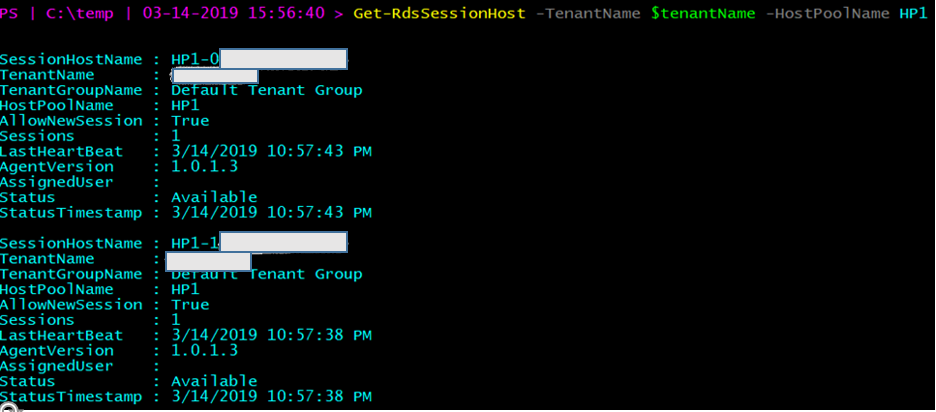 PS | C:\temp | 03-14-2019 15:56:40 > Get-RdsSessionHost -TenantName $tenantName -HostPoolName HP1
SessionHostName : HP1-0
TenantName :
TenantGroupName : Default Tenant Group
HostPoolName : HP1
AllowNewSession : True
Sessions : 1
LastHeartBeat : 3/14/2019 10:57:43 PM
AgentVersion : 1.0.1.3
AssignedUser :
Status : Available
StatusTimestamp : 3/14/2019 10:57:43 PM
SessionHostName : HP1-1
TenantName :
TenantGroupName : Default Tenant Group
HostPoolName : HP1
AllowNewSession : True
Sessions : 1
LastHeartBeat : 3/14/2019 10:57:38 PM
AgentVersion : 1.0.1.3
AssignedUser :
Status : Available
StatusTimestamp : 3/14/2019 10:57:38 PM